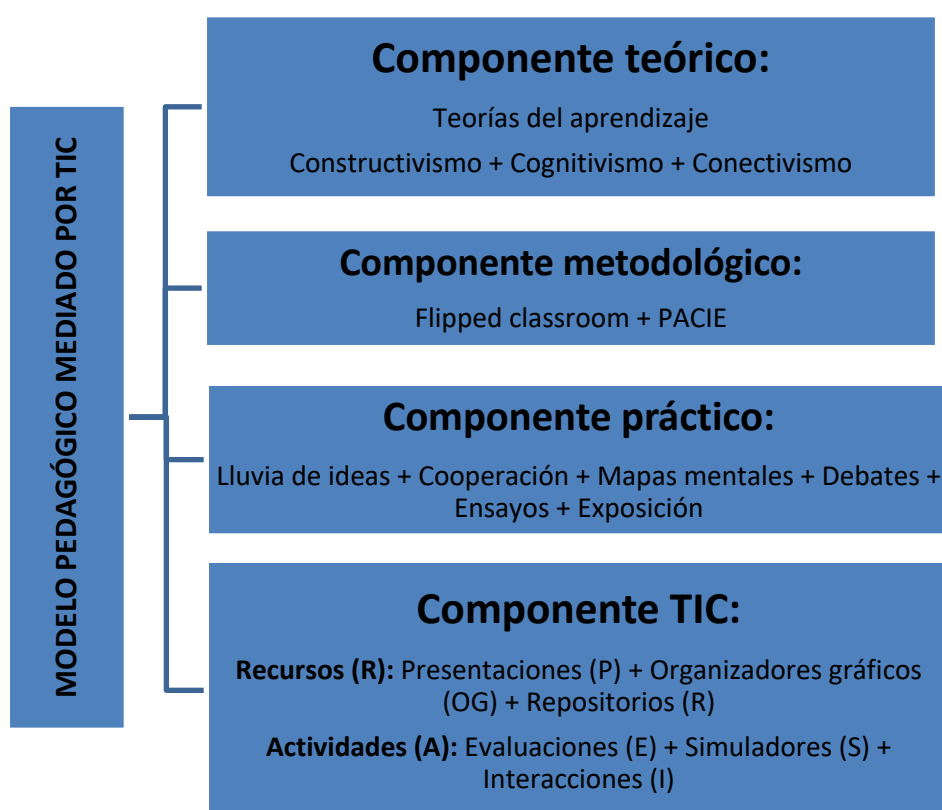 MODELO PEDAGÓGICO MEDIADO POR TIC
Componente teórico:
Teorías del aprendizaje
Constructivismo + Cognitivismo + Conectivismo
Componente metodológico:
Flipped classroom + PACIE
Componente práctico:
Lluvia de ideas + Cooperación + Mapas mentales + Debates +
Ensayos + Exposición
Componente TIC:
Recursos (R): Presentaciones (P) + Organizadores gráficos
(OG) + Repositorios (R)
Actividades (A): Evaluaciones (E) + Simuladores (S) +
Interacciones (I)